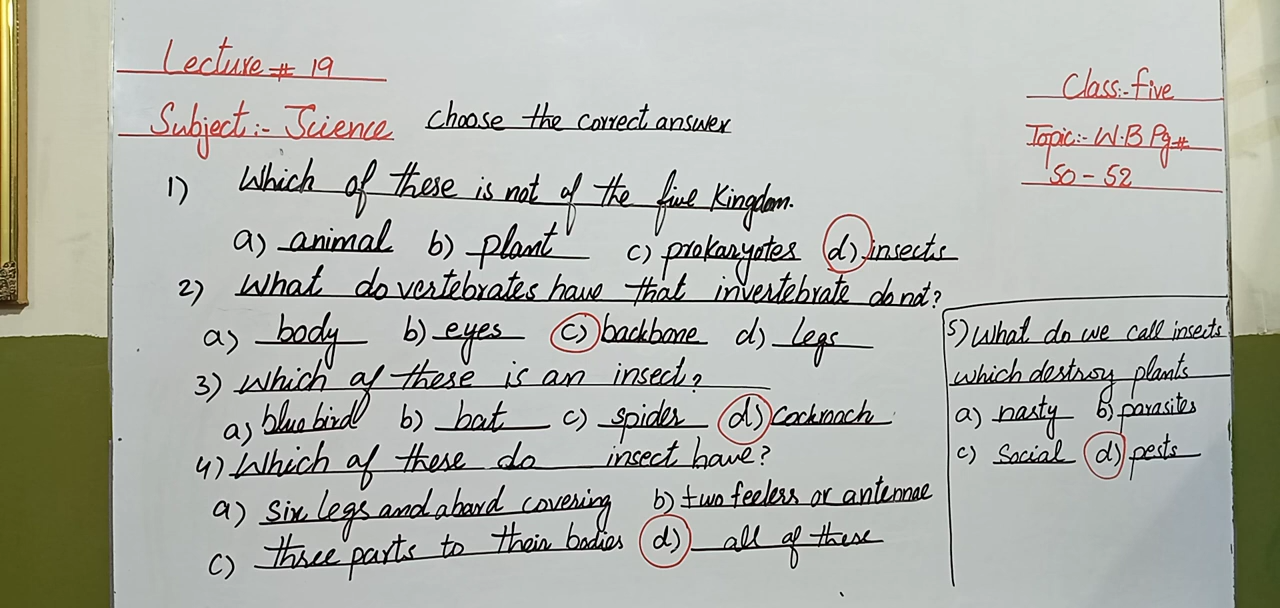 Lecture # 19
Class:- Five
Subject:- Science
Choose the correct answer
Topic:- W.B Pg#
50 - 52
1) Which of these is not of the five Kingdom.
a) animal b) plant c) prokaryotes d) insects
2) What do vertebrates have that invertebrate do not?
a) body b) eyes c) backbone d) legs
3) Which of these is an insect?
a) blue bird b) bat c) spider d) cockroach
4) Which of these do insect have?
a) six legs and a hard covering b) two feeless or antennae
c) three parts to their bodies d) all of these
5) What do we call insects
which destroy plants
a) nasty b) parasites
c) social d) pests